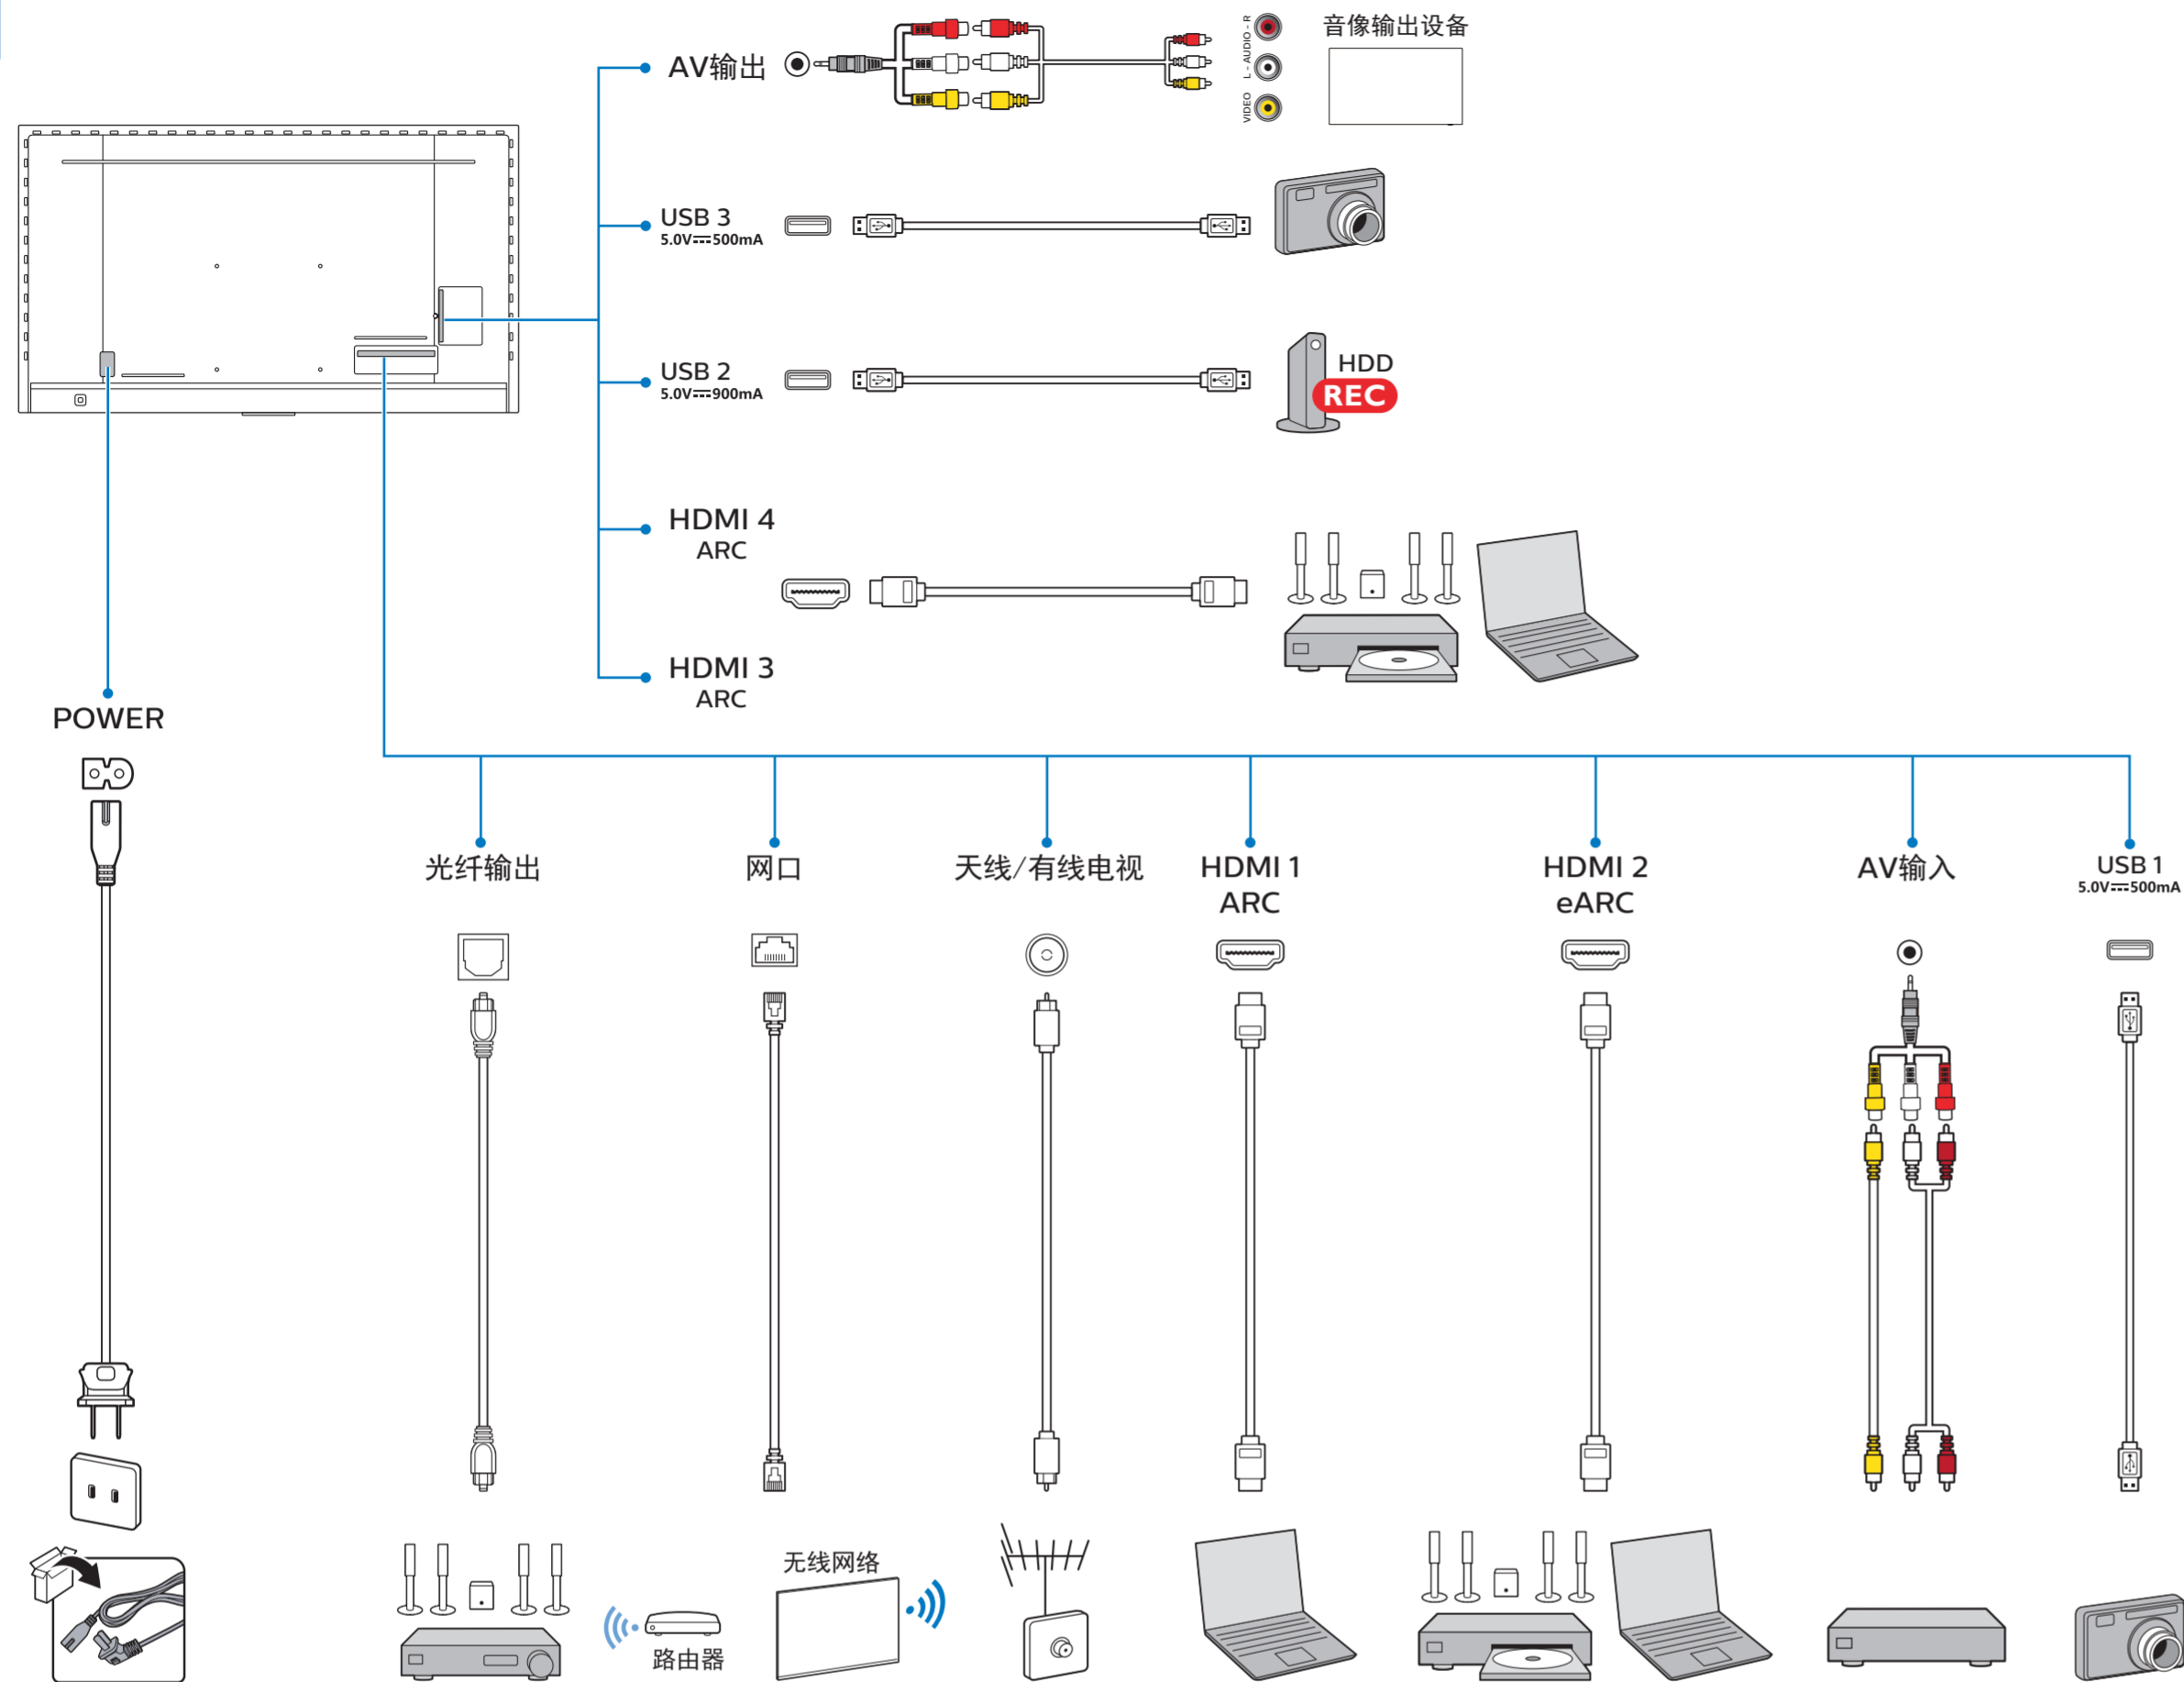 AV输出
VIDEO L - AUDIO - R
音像输出设备
USB 3
5.0V⎓500mA
USB 2
5.0V⎓900mA
HDD
REC
HDMI 4
ARC
HDMI 3
ARC
POWER
光纤输出
网口
天线/有线电视
HDMI 1
ARC
HDMI 2
eARC
AV输入
USB 1
5.0V⎓500mA
无线网络
路由器